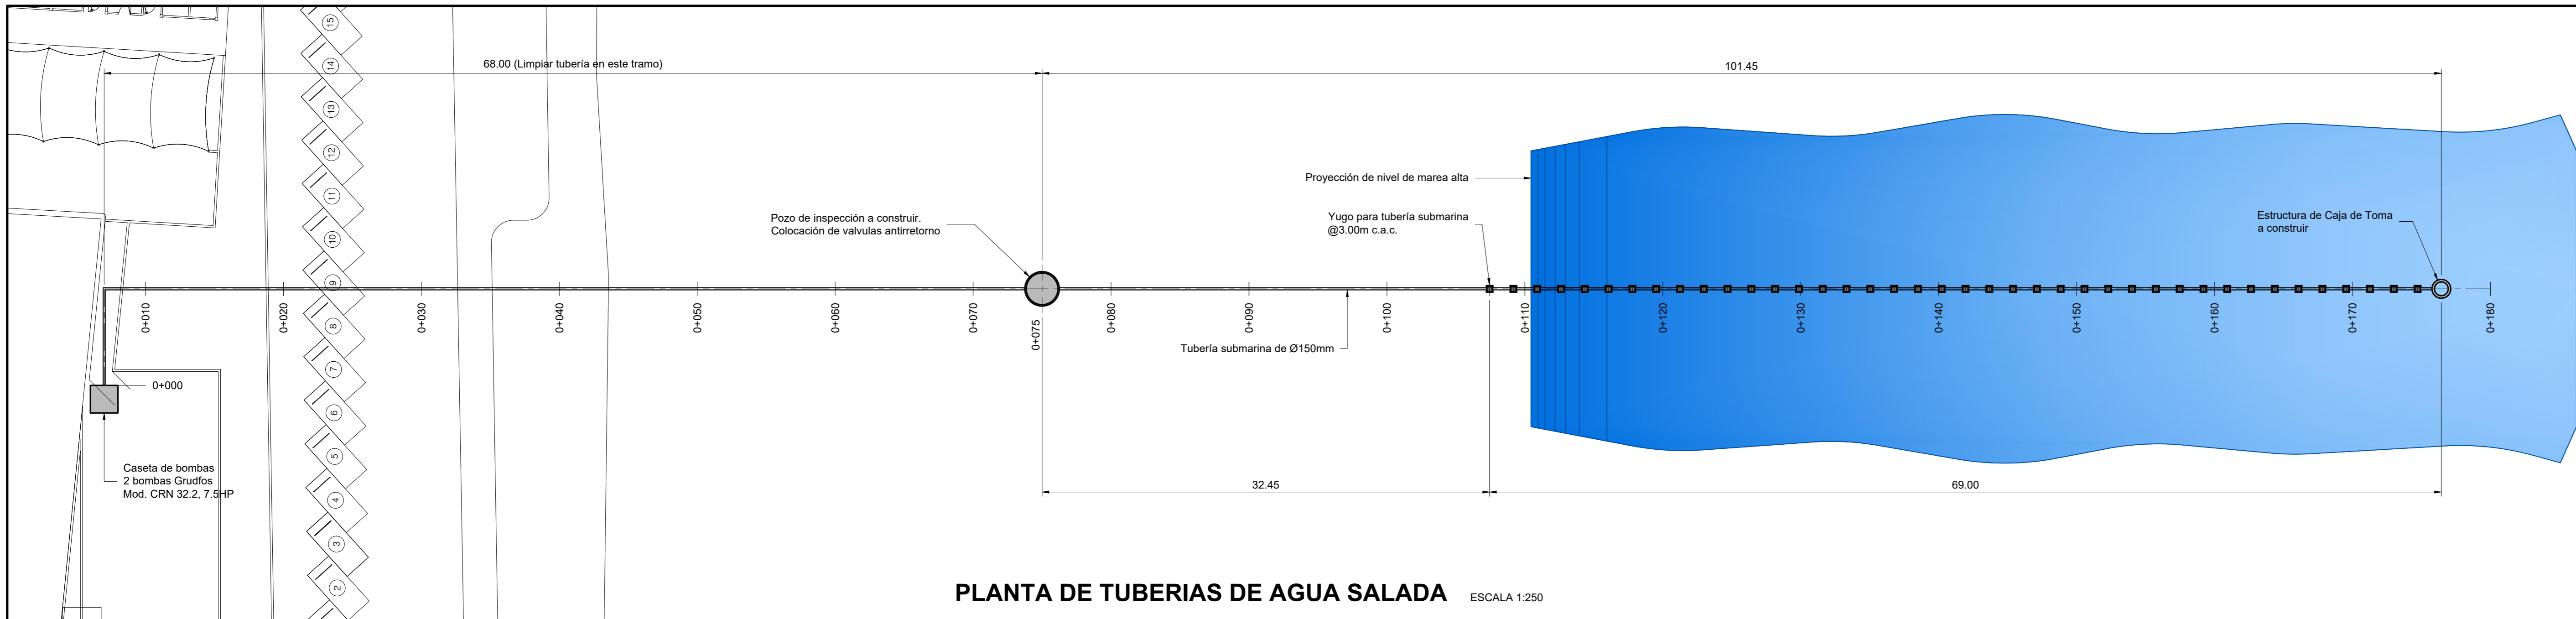 15
14
13
12
11
10
9
8
7
6
5
4
3
2
68.00 (Limpiar tubería en este tramo)
101.45
Proyección de nivel de marea alta
Pozo de inspección a construir.
Colocación de valvulas antirretorno
Yugo para tubería submarina
@3.00m c.a.c.
Estructura de Caja de Toma
a construir
0+010
0+020
0+030
0+040
0+050
0+060
0+070
0+075
0+080
0+090
0+100
0+110
0+120
0+130
0+140
0+150
0+160
0+170
0+180
Tubería submarina de Ø150mm
0+000
Caseta de bombas
2 bombas Grudfos
Mod. CRN 32.2, 7.5HP
32.45
69.00
PLANTA DE TUBERIAS DE AGUA SALADA ESCALA 1:250